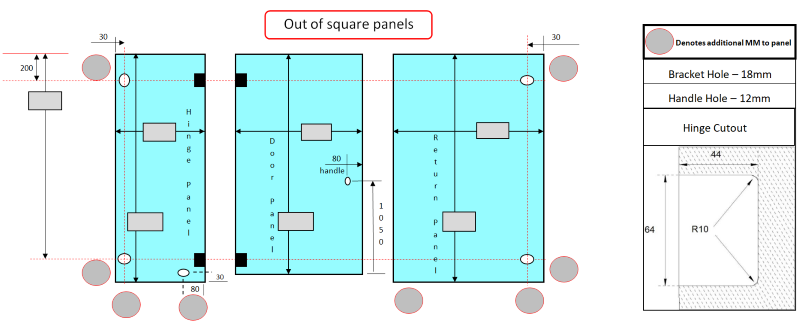 Out of square panels
30
30
200
Hinge Panel
Door Panel
Return Panel
80
handle
1050
30
80
Denotes additional MM to panel
Bracket Hole – 18mm
Handle Hole – 12mm
Hinge Cutout
44
64
R10